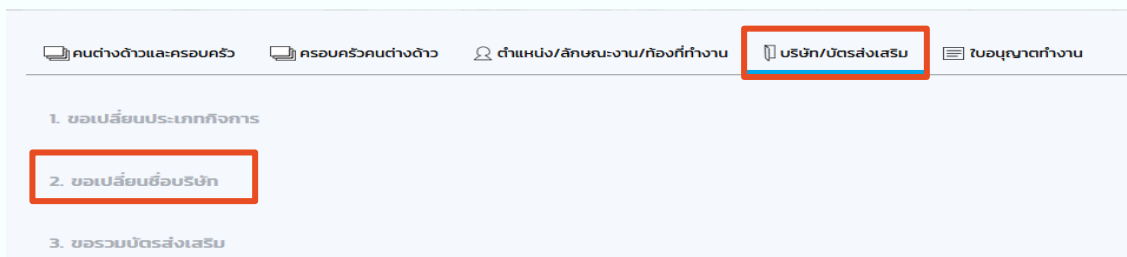 คนต่างด้าวและครอบครัว ครอบครัวคนต่างด้าว ตำแหน่ง/ลักษณะงาน/ท้องที่ทำงาน บริษัท/บัตรส่งเสริม ใบอนุญาตทำงาน
1. ขอเปลี่ยนประเภทกิจการ
2. ขอเปลี่ยนชื่อบริษัท
3. ขอรวมบัตรส่งเสริม